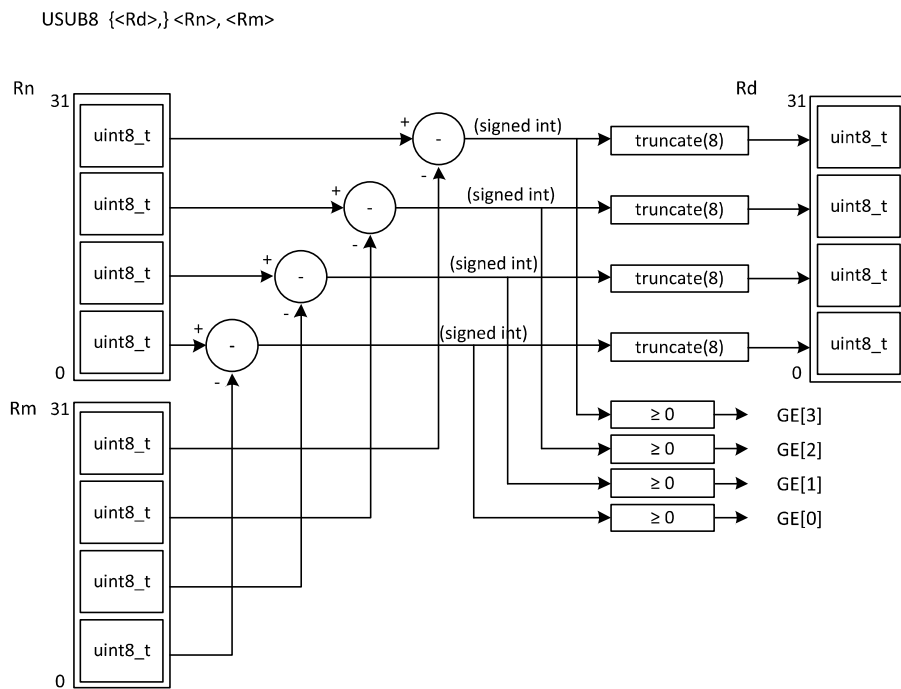 USUB8 {<Rd>,} <Rn>, <Rm>
Rn
31
uint8_t
uint8_t
uint8_t
uint8_t
0
Rm
31
uint8_t
uint8_t
uint8_t
uint8_t
0
+
-
-
(signed int)
+
-
-
(signed int)
+
-
-
(signed int)
+
-
-
(signed int)
truncate(8)
truncate(8)
truncate(8)
truncate(8)
Rd
31
uint8_t
uint8_t
uint8_t
uint8_t
0
≥ 0 GE[3]
≥ 0 GE[2]
≥ 0 GE[1]
≥ 0 GE[0]